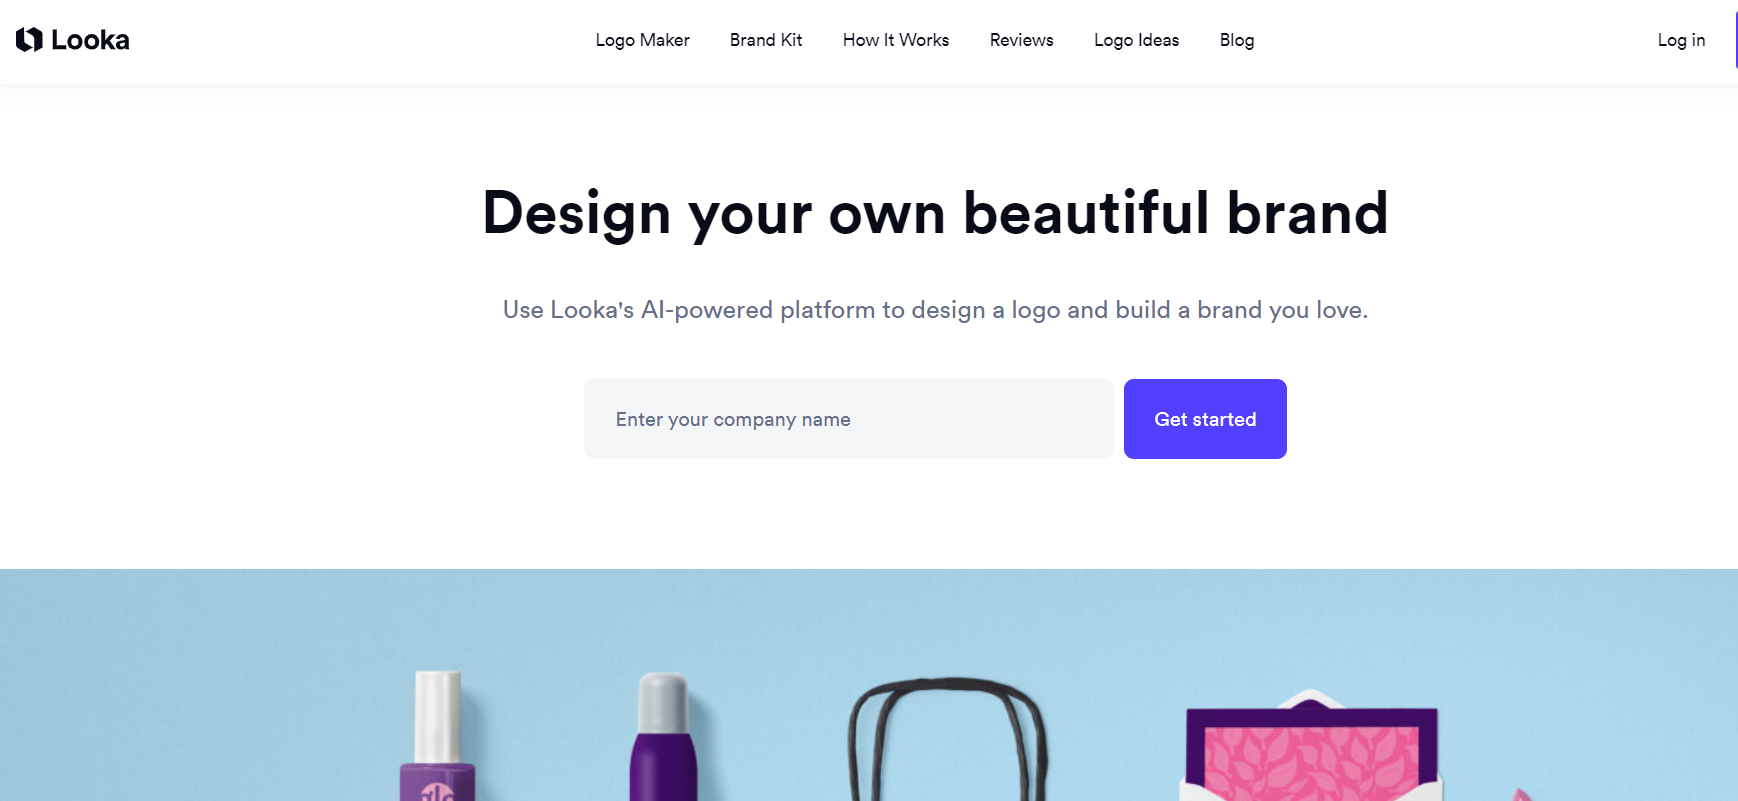 Looka
Logo Maker
Brand Kit
How It Works
Reviews
Logo Ideas
Blog
Log in
Design your own beautiful brand
Use Looka's AI-powered platform to design a logo and build a brand you love.
Enter your company name
Get started